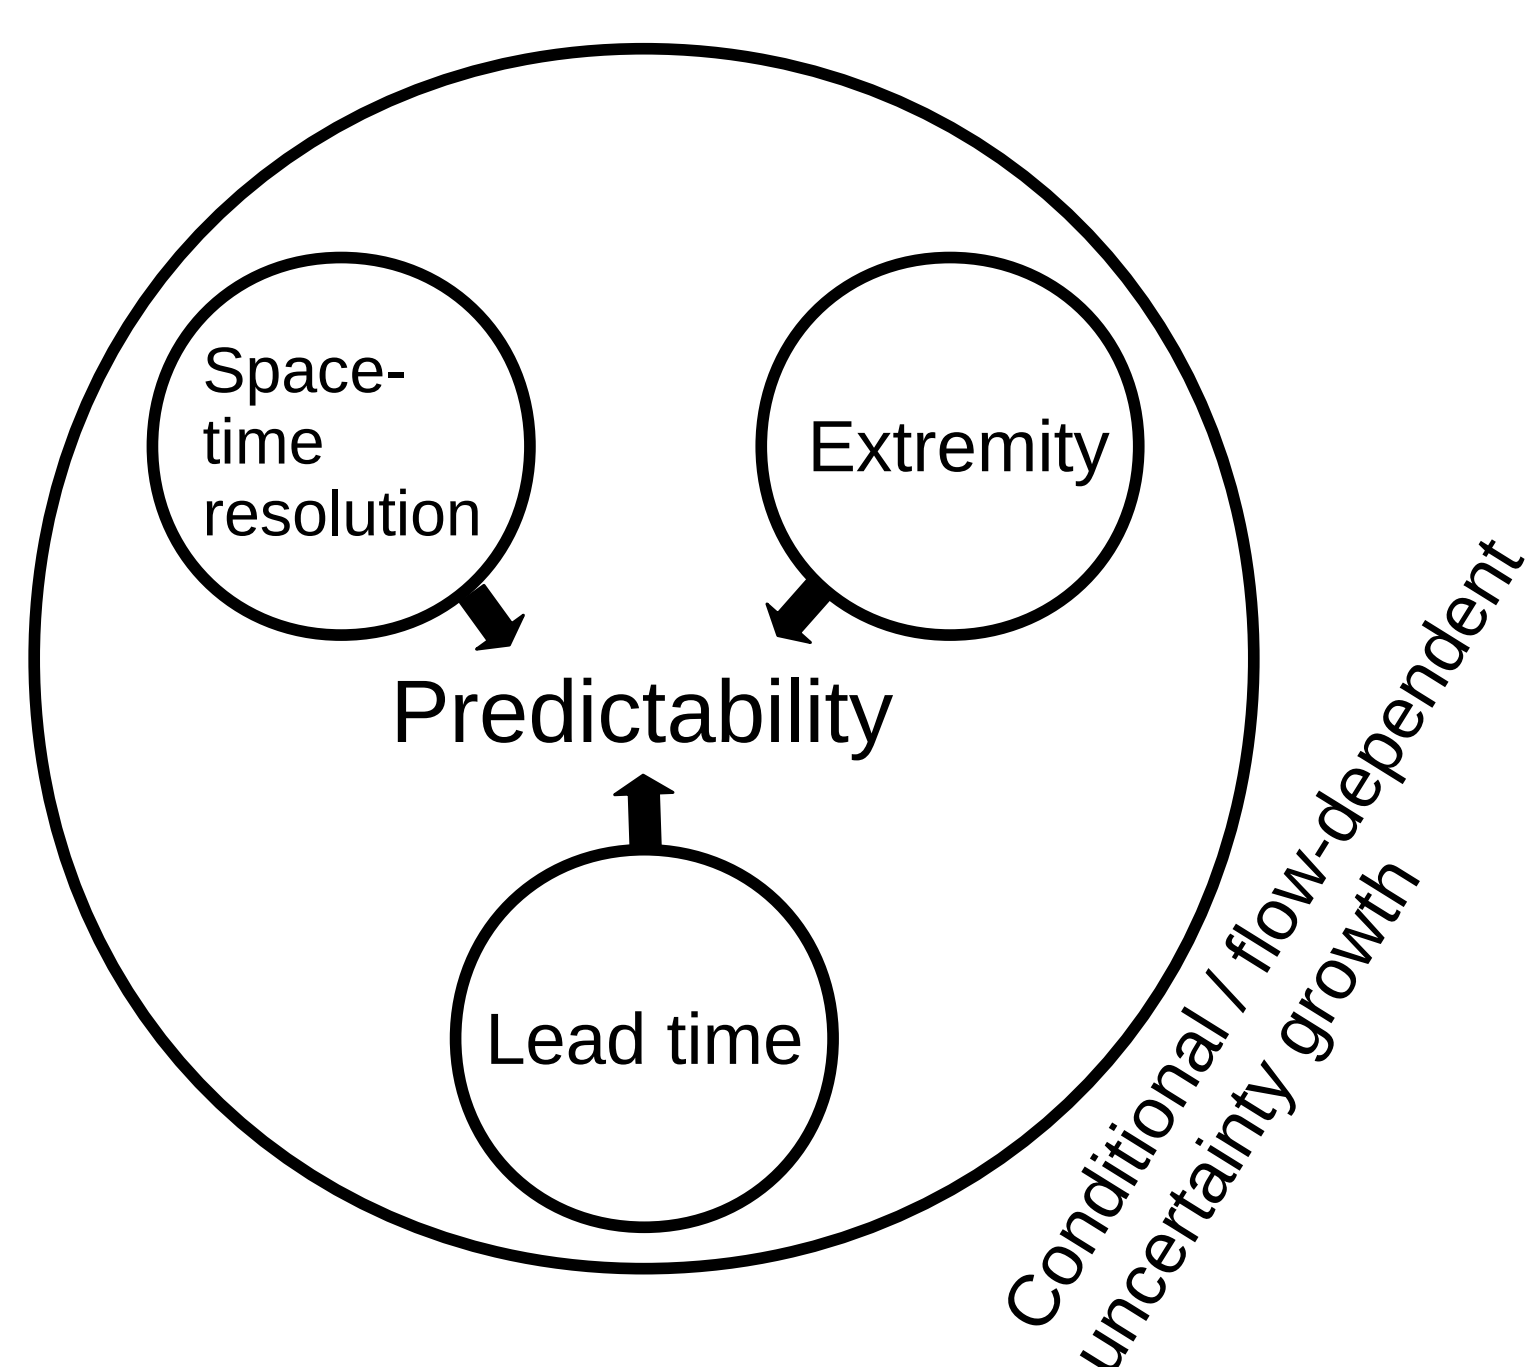 Space-
time
resolution
Extremity
Predictability
Lead time
Conditional / flow-dependent
uncertainty growth